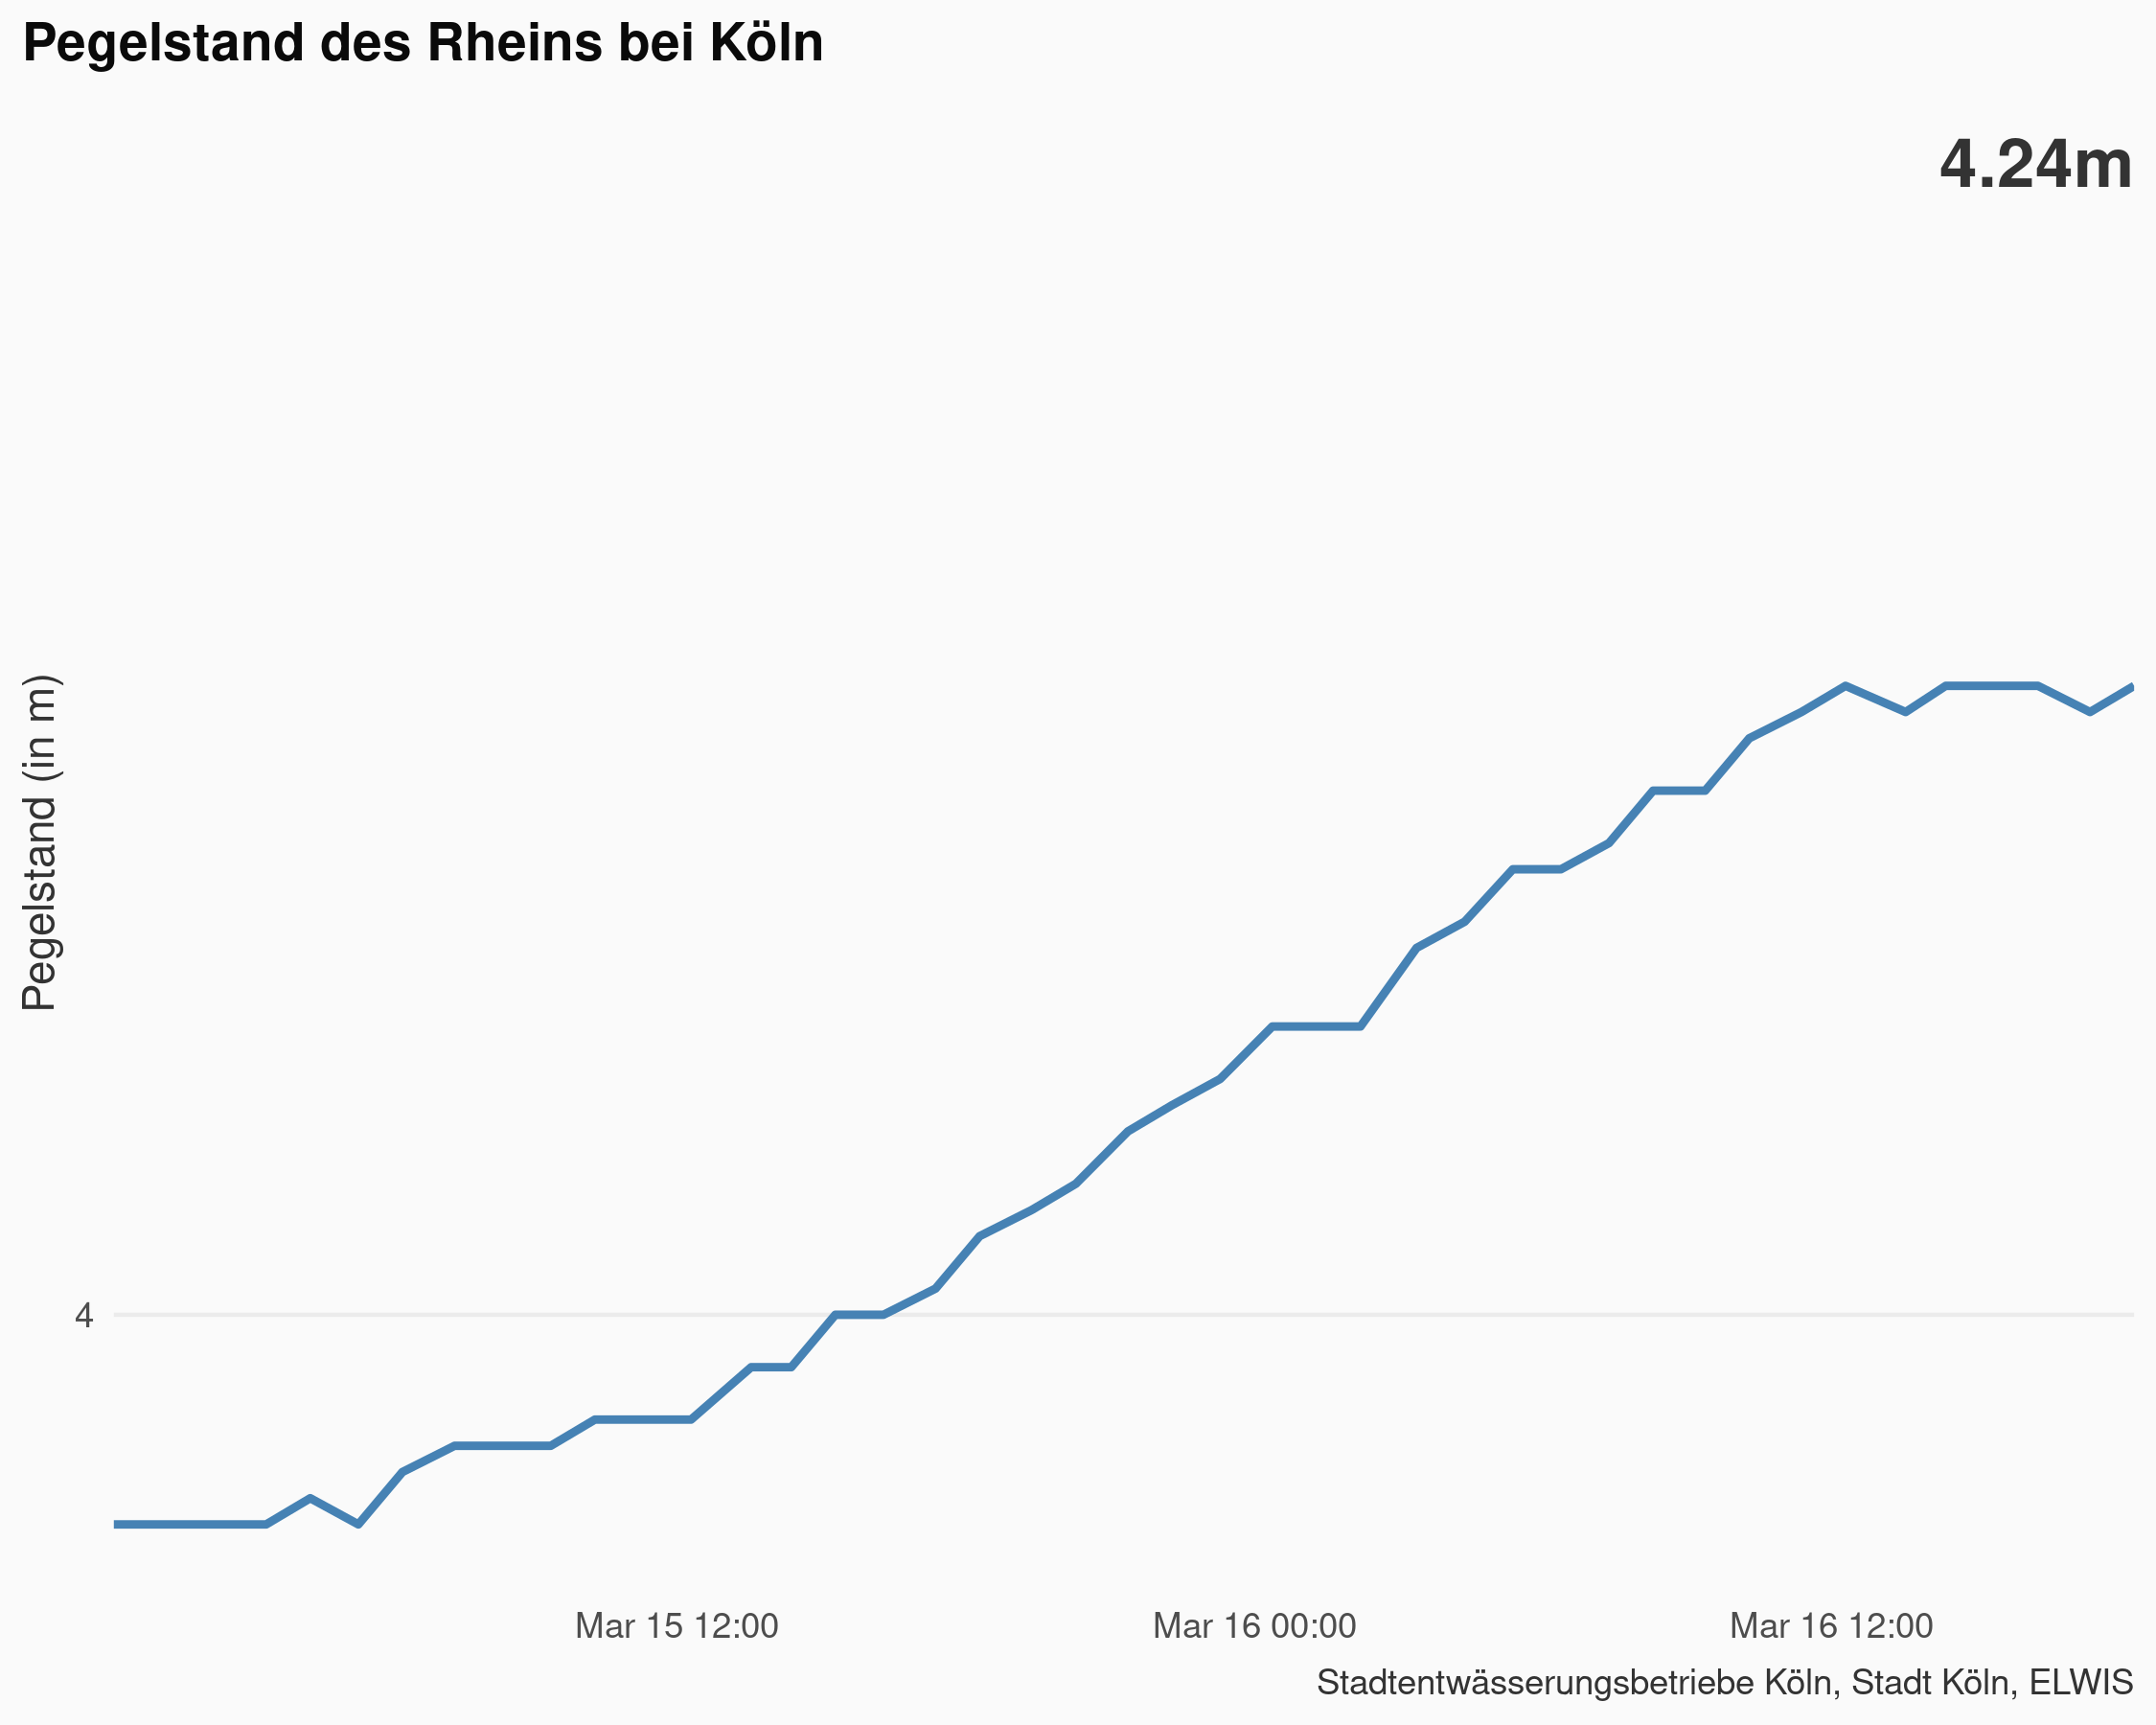 Pegelstand des Rheins bei Köln
4.24m
Pegelstand (in m)
4
Mar 15 12:00
Mar 16 00:00
Mar 16 12:00
Stadtentwässerungsbetriebe Köln, Stadt Köln, ELWIS